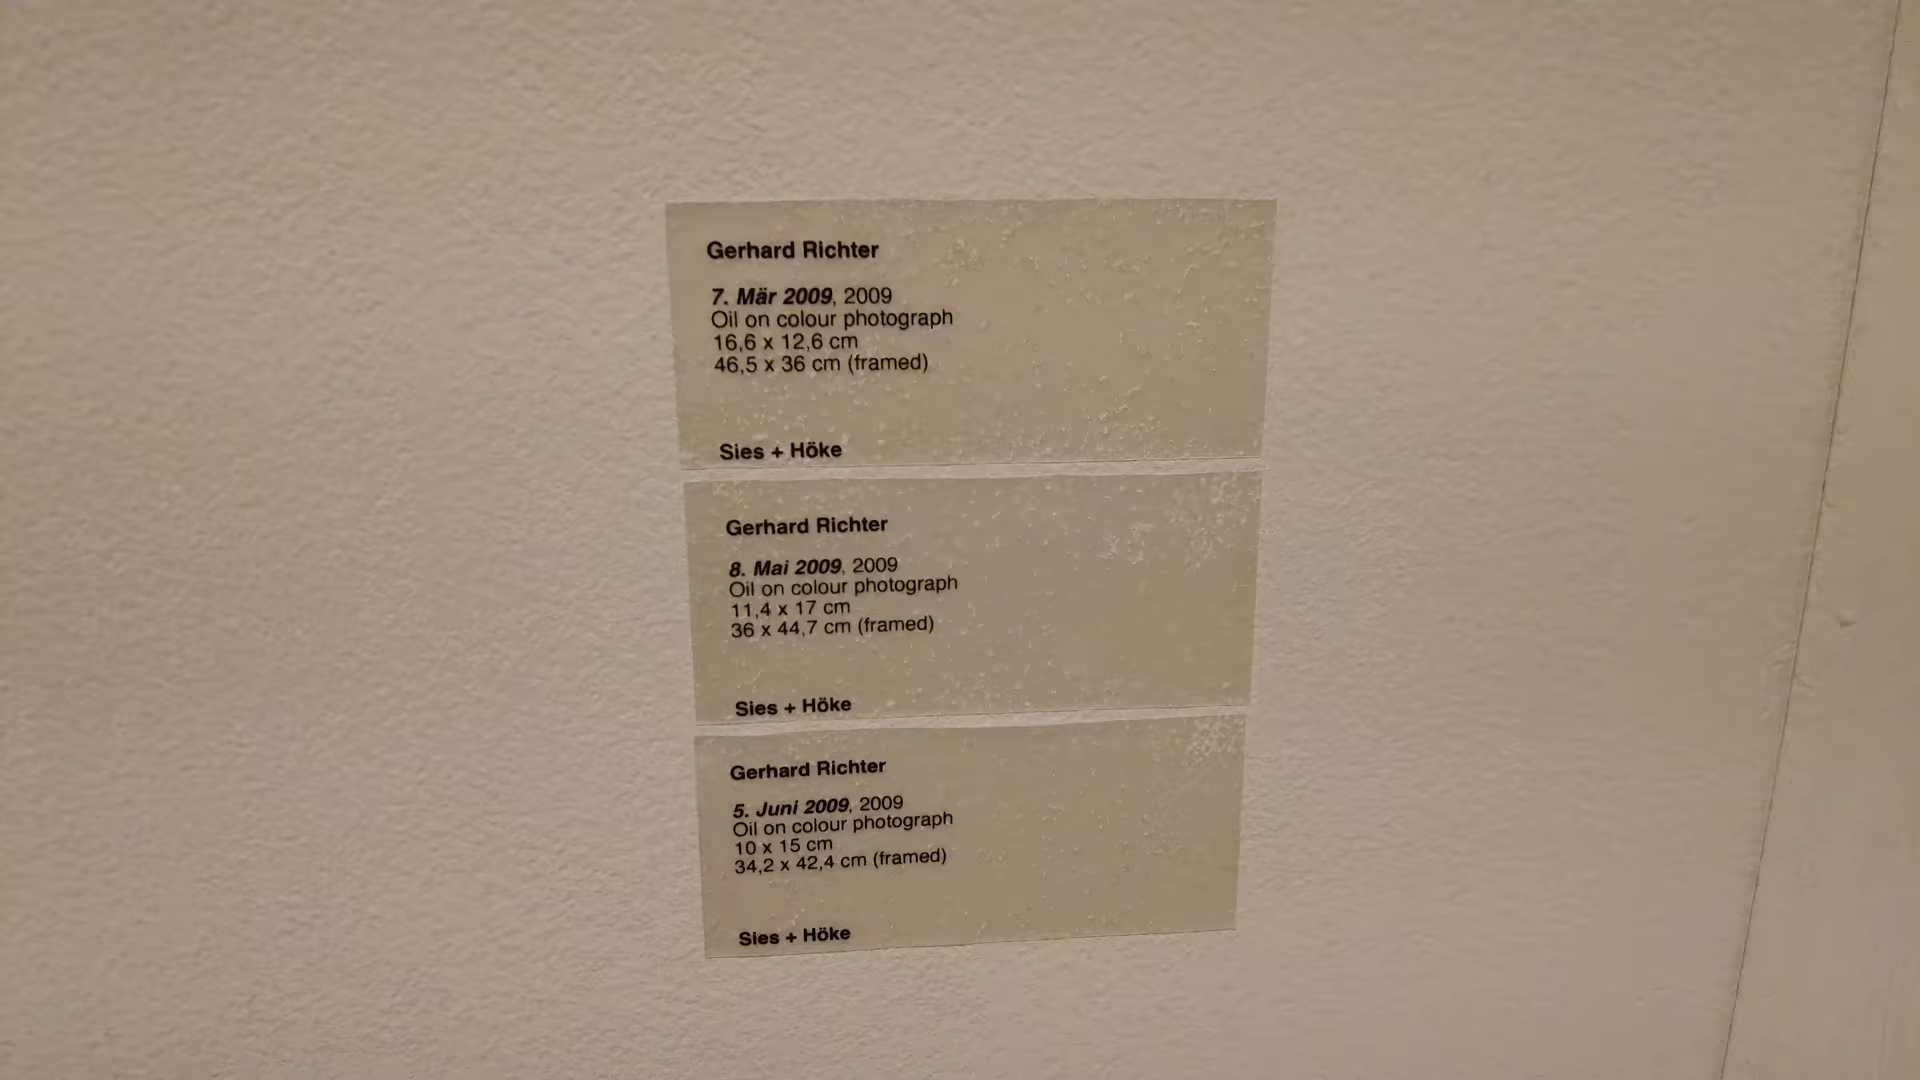 Gerhard Richter
7. Mär 2009, 2009
Oil on colour photograph
16,6 x 12,6 cm
46,5 x 36 cm (framed)
Sies + Höke
Gerhard Richter
8. Mai 2009, 2009
Oil on colour photograph
11,4 x 17 cm
36 x 44,7 cm (framed)
Sies + Höke
Gerhard Richter
5. Juni 2009, 2009
Oil on colour photograph
10 x 15 cm
34,2 x 42,4 cm (framed)
Sies + Höke